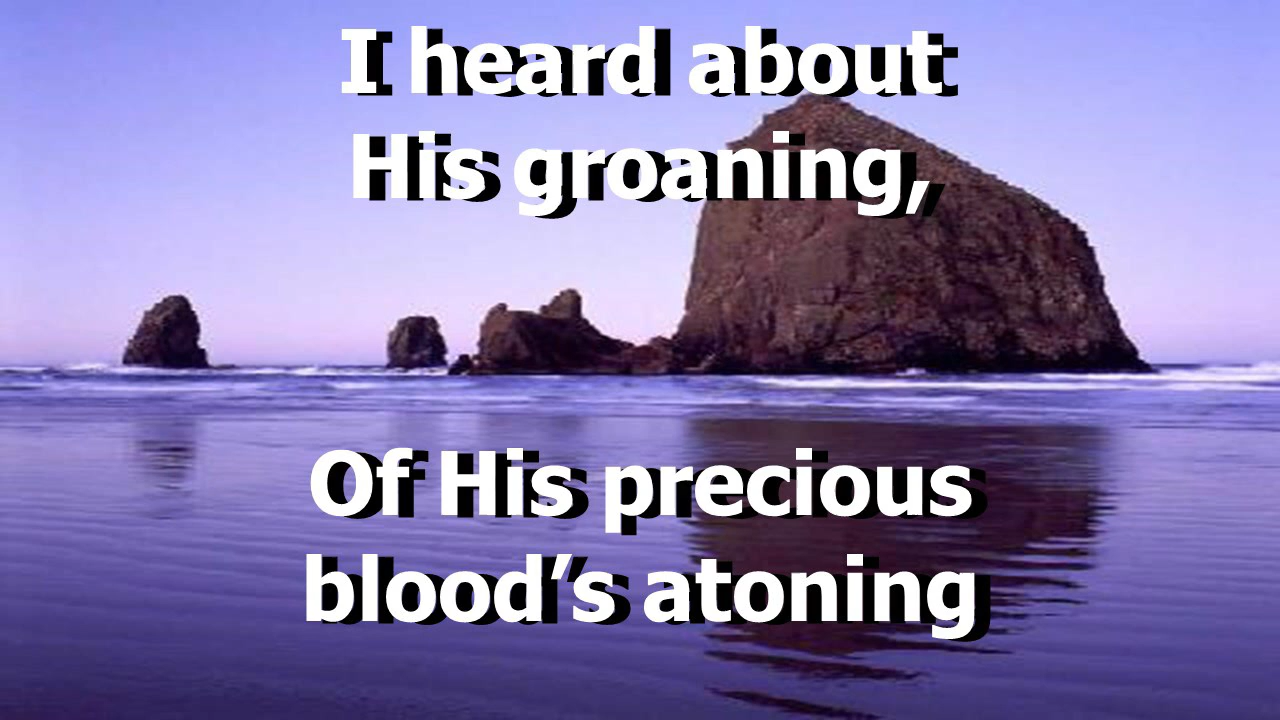 I heard about
His groaning,
Of His precious
blood’s atoning